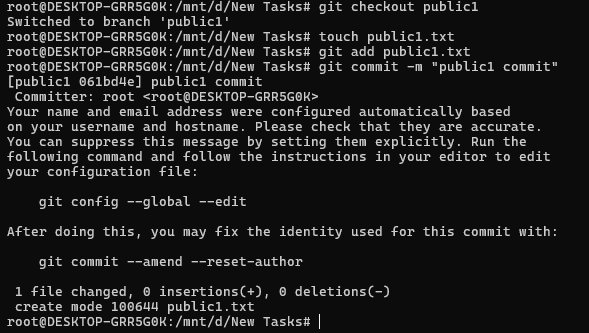 root@DESKTOP-GRR5G0K:/mnt/d/New Tasks# git checkout public1
Switched to branch 'public1'
root@DESKTOP-GRR5G0K:/mnt/d/New Tasks# touch public1.txt
root@DESKTOP-GRR5G0K:/mnt/d/New Tasks# git add public1.txt
root@DESKTOP-GRR5G0K:/mnt/d/New Tasks# git commit -m "public1 commit"
[public1 061bd4e] public1 commit
 Committer: root <root@DESKTOP-GRR5G0K>
Your name and email address were configured automatically based
on your username and hostname. Please check that they are accurate.
You can suppress this message by setting them explicitly. Run the
following command and follow the instructions in your editor to edit
your configuration file:

    git config --global --edit

After doing this, you may fix the identity used for this commit with:

    git commit --amend --reset-author

 1 file changed, 0 insertions(+), 0 deletions(-)
 create mode 100644 public1.txt
root@DESKTOP-GRR5G0K:/mnt/d/New Tasks#